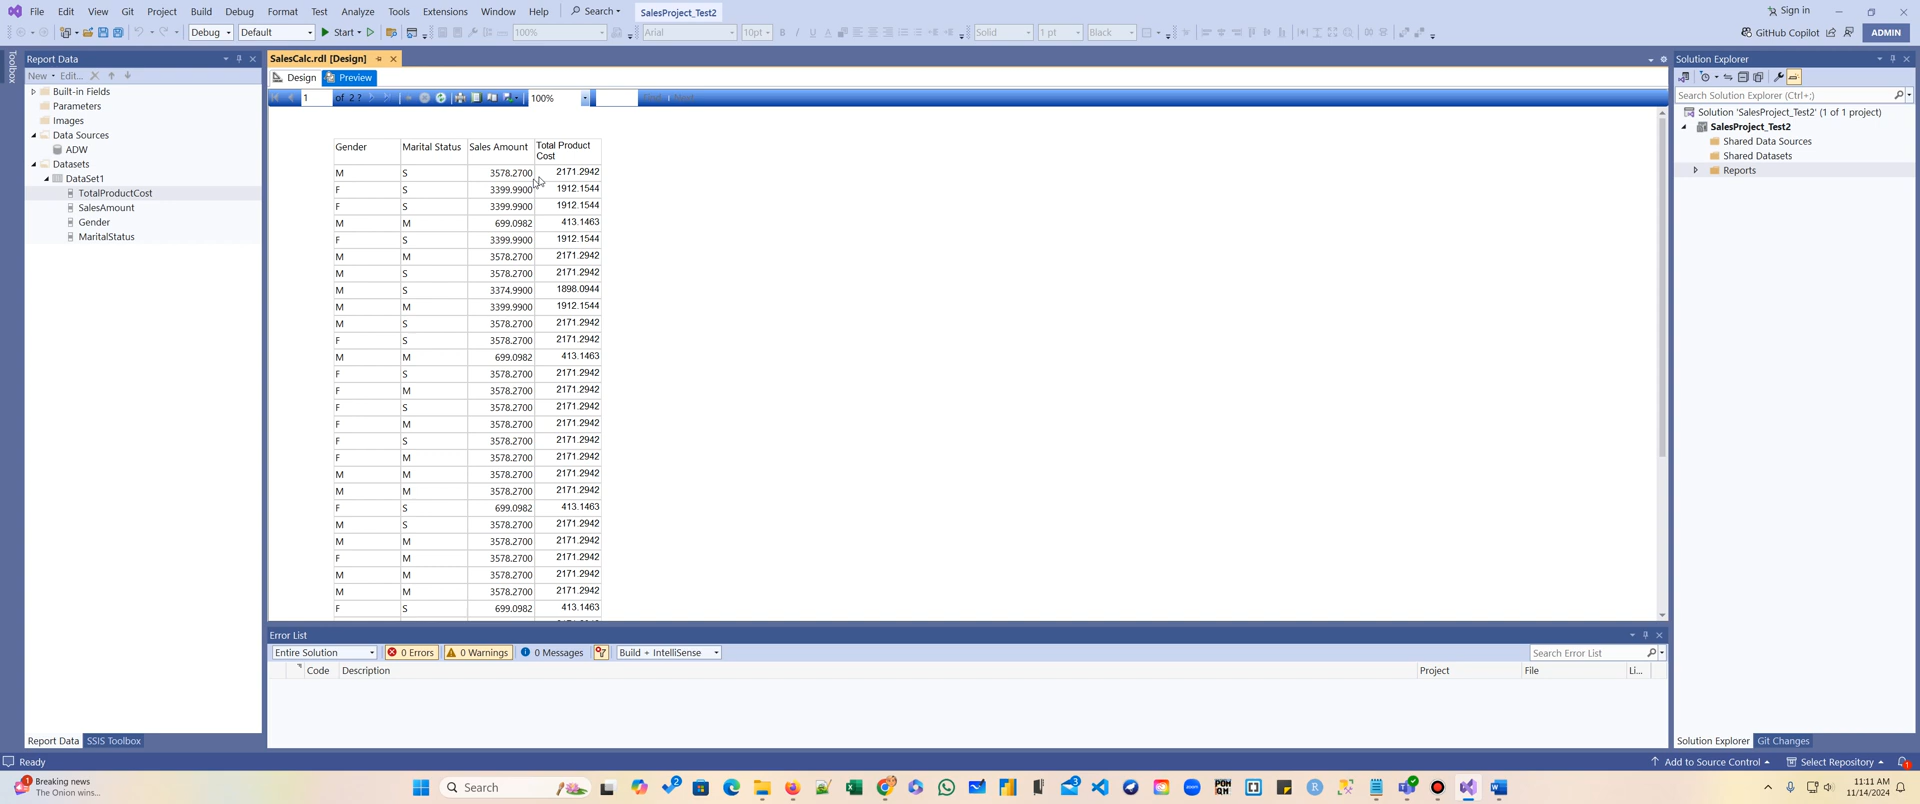 File Edit View Git Project Build Debug Format Test Analyze Tools Extensions Window Help Search SalesProject_Test2 Sign in
Debug Default Start 100% Arial 10pt B I U A Solid 1 pt Black GitHub Copilot ADMIN
Toolbox
Report Data
New Edit...
Built-in Fields
Parameters
Images
Data Sources
ADW
Datasets
DataSet1
TotalProductCost
SalesAmount
Gender
MaritalStatus
Report Data SSIS Toolbox
SalesCalc.rdl [Design]
Design Preview
1 of 2 ? 100% Find Next
Gender Marital Status Sales Amount Total Product Cost
M S 3578.2700 2171.2942
F S 3399.9900 1912.1544
F S 3399.9900 1912.1544
M M 699.0982 413.1463
F S 3399.9900 1912.1544
M M 3578.2700 2171.2942
M S 3578.2700 2171.2942
M S 3374.9900 1898.0944
M M 3399.9900 1912.1544
M S 3578.2700 2171.2942
F S 3578.2700 2171.2942
M M 699.0982 413.1463
F S 3578.2700 2171.2942
F M 3578.2700 2171.2942
F S 3578.2700 2171.2942
F M 3578.2700 2171.2942
F S 3578.2700 2171.2942
F M 3578.2700 2171.2942
M M 3578.2700 2171.2942
M M 3578.2700 2171.2942
F S 699.0982 413.1463
M S 3578.2700 2171.2942
M M 3578.2700 2171.2942
F M 3578.2700 2171.2942
M M 3578.2700 2171.2942
M M 3578.2700 2171.2942
F S 699.0982 413.1463
Error List
Entire Solution 0 Errors 0 Warnings 0 Messages Build + IntelliSense Search Error List
Code Description Project File Li...
Solution Explorer
Search Solution Explorer (Ctrl+;)
Solution 'SalesProject_Test2' (1 of 1 project)
SalesProject_Test2
Shared Data Sources
Shared Datasets
Reports
Solution Explorer Git Changes
Ready Add to Source Control Select Repository 1
1 Breaking news
The Onion wins...
Search
2
3
11:11 AM
11/14/2024